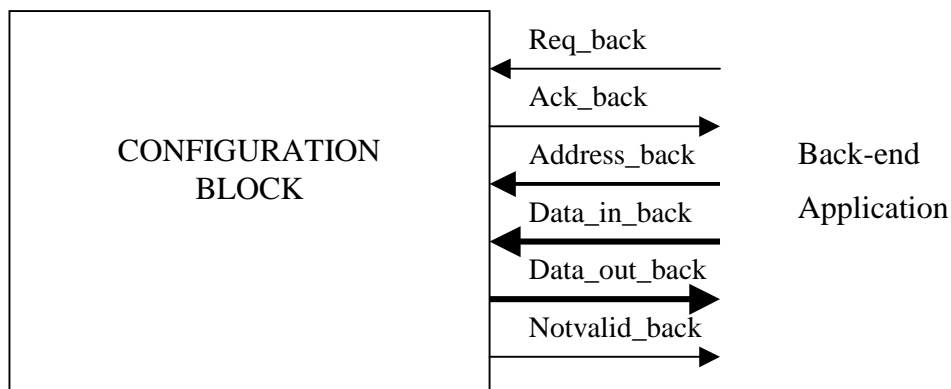 CONFIGURATION
BLOCK
Req_back
Ack_back
Address_back
Data_in_back
Data_out_back
Notvalid_back
Back-end
Application